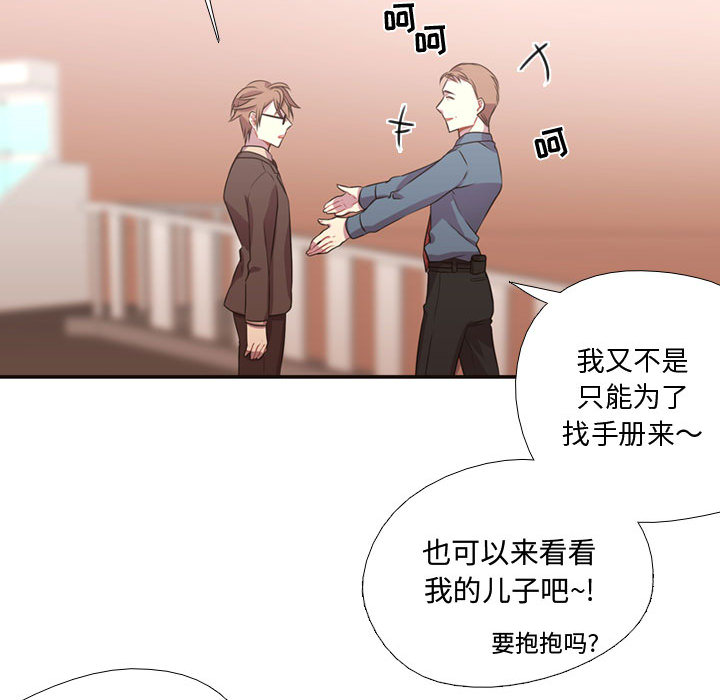 呵
呵
呵
我又不是
只能为了
找手册来～
也可以来看看
我的儿子吧~!
要抱抱吗?